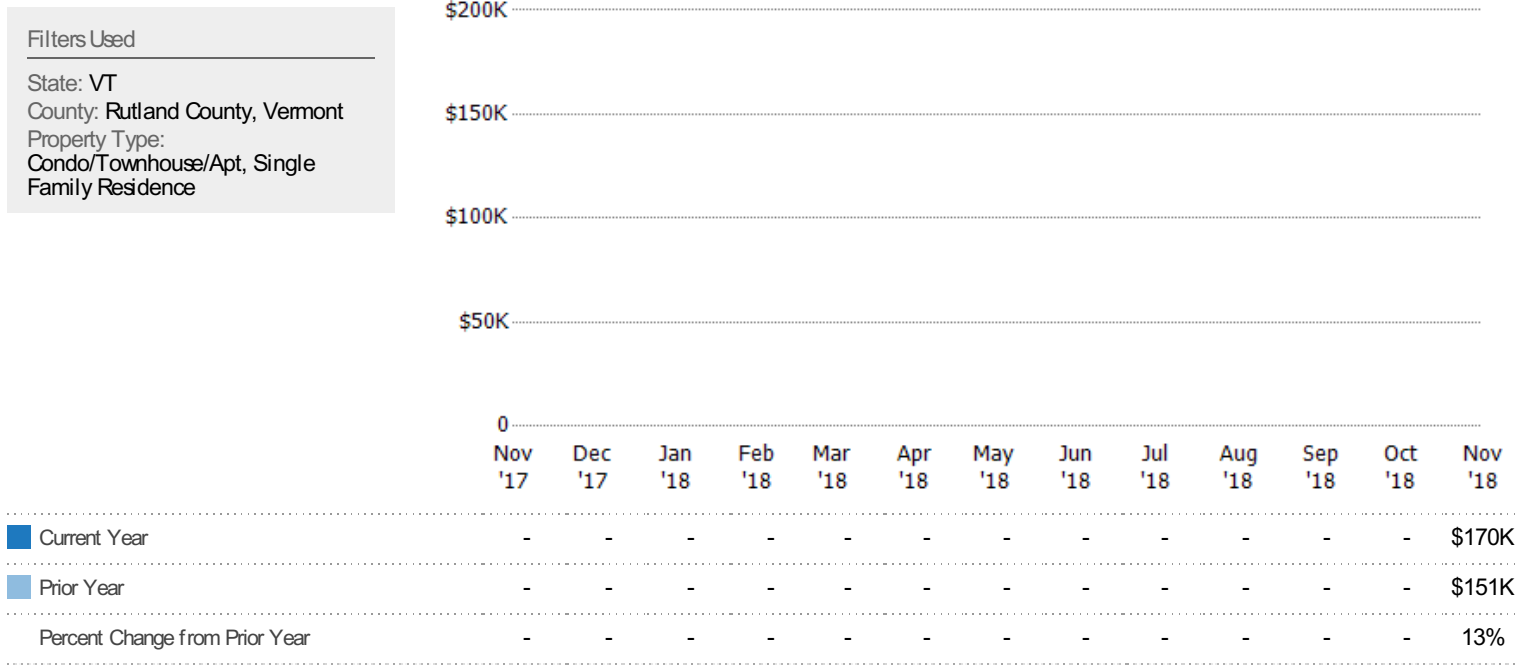 Filters Used
State: VT
County: Rutland County, Vermont
Property Type:
Condo/Townhouse/Apt, Single
Family Residence
$200K
$150K
$100K
$50K
0
Nov Dec Jan Feb Mar Apr May Jun Jul Aug Sep Oct Nov
'17 '17 '18 '18 '18 '18 '18 '18 '18 '18 '18 '18 '18
Current Year - - - - - - - - - - - - $170K
Prior Year - - - - - - - - - - - - $151K
Percent Change from Prior Year - - - - - - - - - - - - 13%